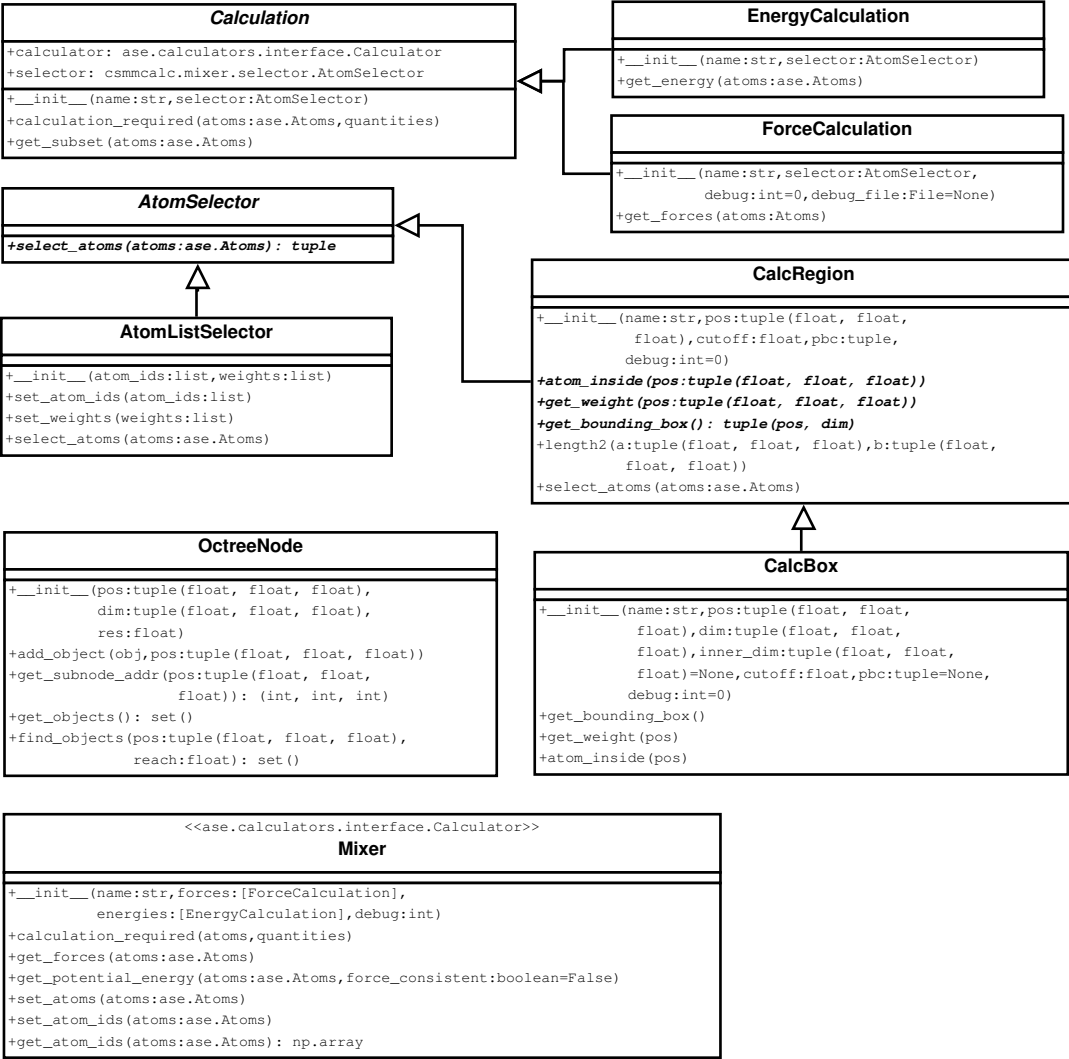 Calculation
+calculator: ase.calculators.interface.Calculator
+selector: csmmcalc.mixer.selector.AtomSelector
+__init__(name:str,selector:AtomSelector)
+calculation_required(atoms:ase.Atoms,quantities)
+get_subset(atoms:ase.Atoms)
EnergyCalculation
+__init__(name:str,selector:AtomSelector)
+get_energy(atoms:ase.Atoms)
ForceCalculation
+__init__(name:str,selector:AtomSelector,
debug:int=0,debug_file:File=None)
+get_forces(atoms:Atoms)
AtomSelector
+select_atoms(atoms:ase.Atoms): tuple
AtomListSelector
+__init__(atom_ids:list,weights:list)
+set_atom_ids(atom_ids:list)
+set_weights(weights:list)
+select_atoms(atoms:ase.Atoms)
CalcRegion
+__init__(name:str,pos:tuple(float, float,
float),cutoff:float,pbc:tuple,
debug:int=0)
+atom_inside(pos:tuple(float, float, float))
+get_weight(pos:tuple(float, float, float))
+get_bounding_box(): tuple(pos, dim)
+length2(a:tuple(float, float, float),b:tuple(float,
float, float))
+select_atoms(atoms:ase.Atoms)
OctreeNode
+__init__(pos:tuple(float, float, float),
dim:tuple(float, float, float),
res:float)
+add_object(obj,pos:tuple(float, float, float))
+get_subnode_addr(pos:tuple(float, float,
float)): (int, int, int)
+get_objects(): set()
+find_objects(pos:tuple(float, float, float),
reach:float): set()
CalcBox
+__init__(name:str,pos:tuple(float, float,
float),dim:tuple(float, float,
float),inner_dim:tuple(float, float,
float)=None,cutoff:float,pbc:tuple=None,
debug:int=0)
+get_bounding_box()
+get_weight(pos)
+atom_inside(pos)
<<ase.calculators.interface.Calculator>>
Mixer
+__init__(name:str,forces:[ForceCalculation],
energies:[EnergyCalculation],debug:int)
+calculation_required(atoms,quantities)
+get_forces(atoms:ase.Atoms)
+get_potential_energy(atoms:ase.Atoms,force_consistent:boolean=False)
+set_atoms(atoms:ase.Atoms)
+set_atom_ids(atoms:ase.Atoms)
+get_atom_ids(atoms:ase.Atoms): np.array